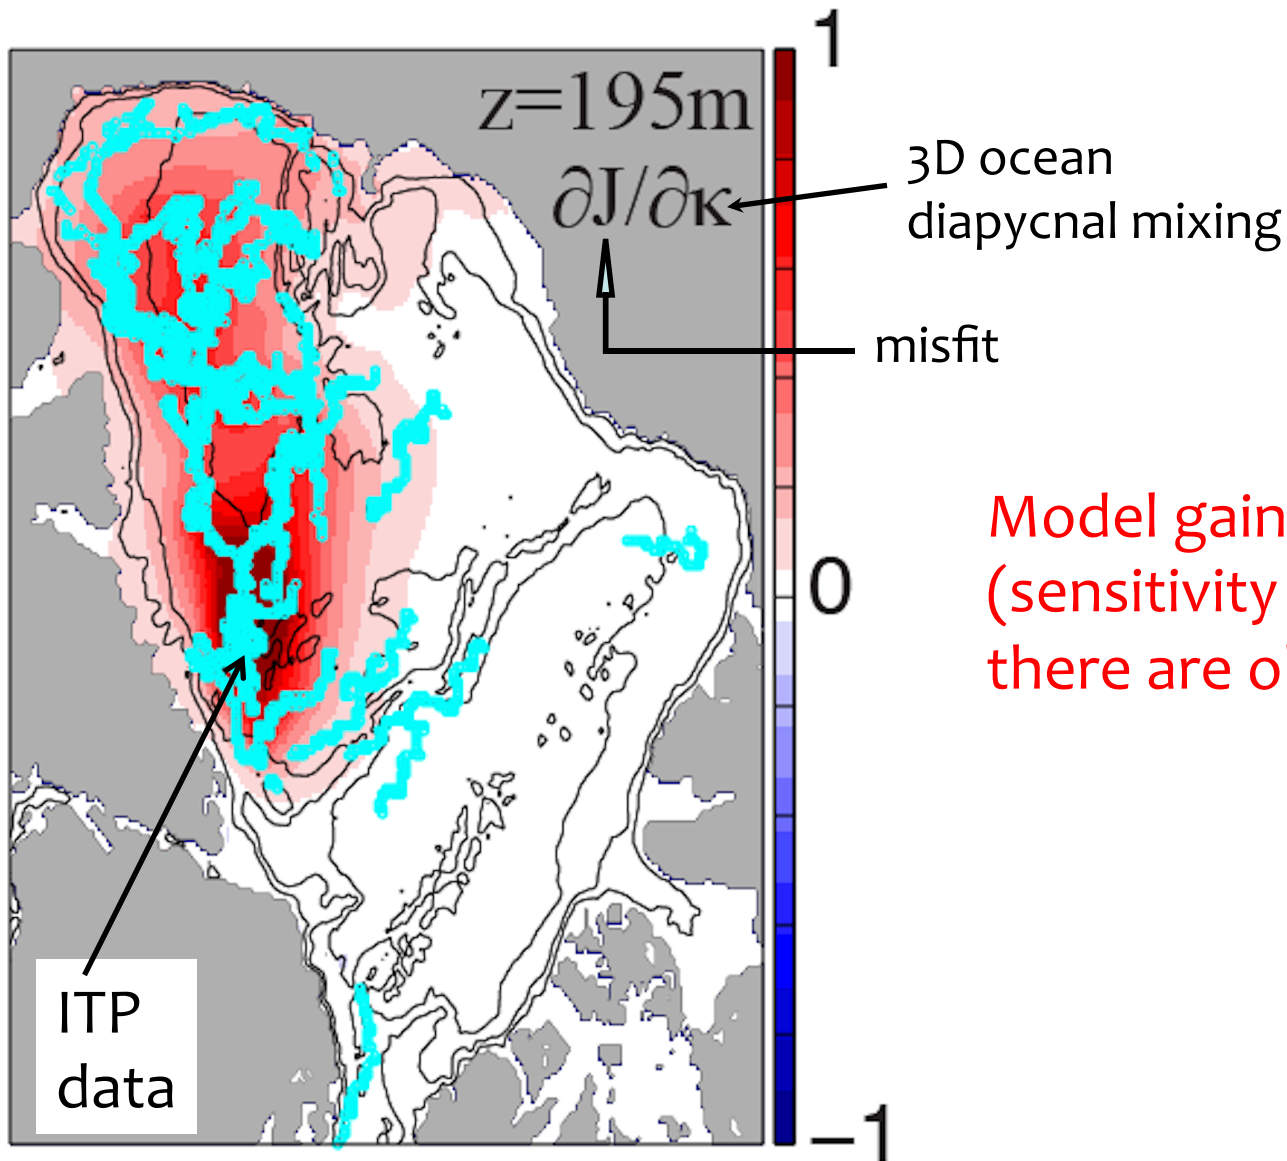 1
z=195m
∂J/∂κ
3D ocean
diapycnal mixing
misfit
0
Model gain
(sensitivity
there are
ITP
data
−1